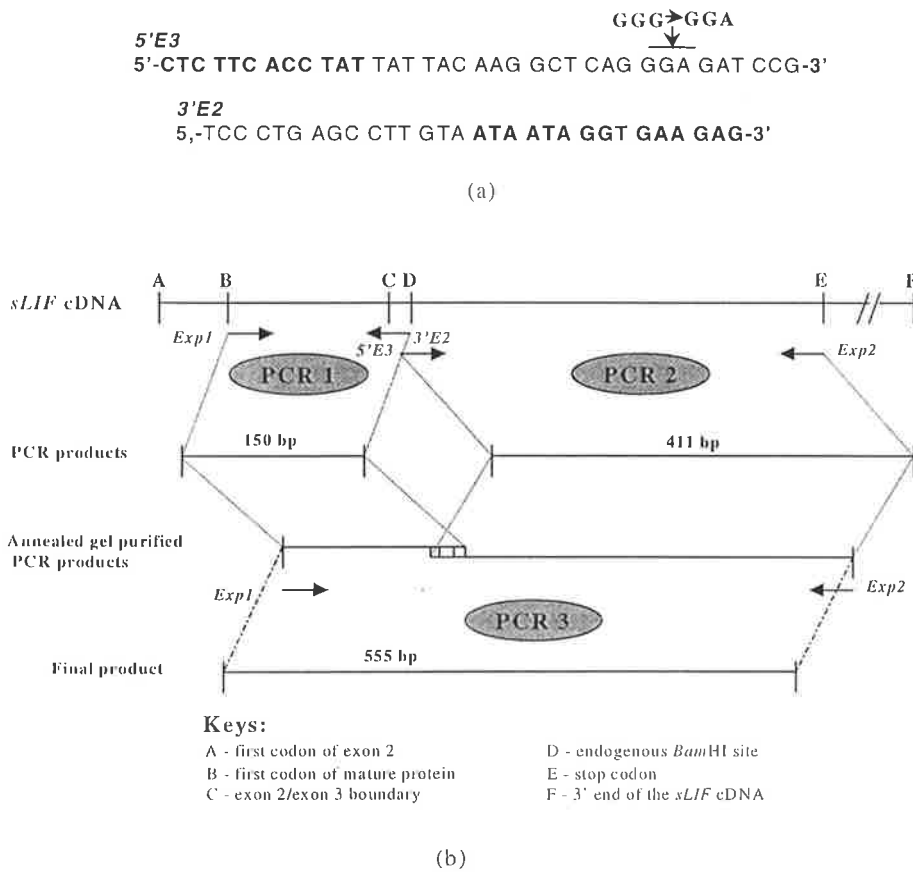 GGG➔GGA
5'E3
5'-CTC TTC ACC TAT TAT TAC AAG GCT CAG GGA GAT CCG-3'
3'E2
5,-TCC CTG AGC CTT GTA ATA ATA GGT GAA GAG-3'
(a)
A B C D E F
sLIF cDNA
Exp1 3'E2
5'E3 Exp2
PCR 1 PCR 2
150 bp 411 bp
PCR products
Annealed gel purified
PCR products
Exp1 Exp2
PCR 3
555 bp
Final product
Keys:
A - first codon of exon 2 D - endogenous BamHI site
B - first codon of mature protein E - stop codon
C - exon 2/exon 3 boundary F - 3' end of the sLIF cDNA
(b)